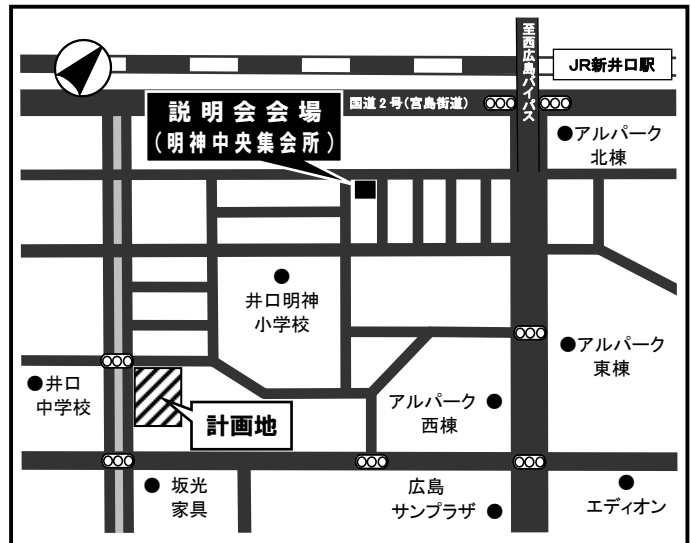 至西広島バイパス
JR新井口駅
国道2号(宮島街道)
説明会会場
(明神中央集会所)
アルパーク
北棟
井口明神
小学校
アルパーク
東棟
井口
中学校
計画地
アルパーク
西棟
坂光
家具
広島
サンプラザ
エディオン